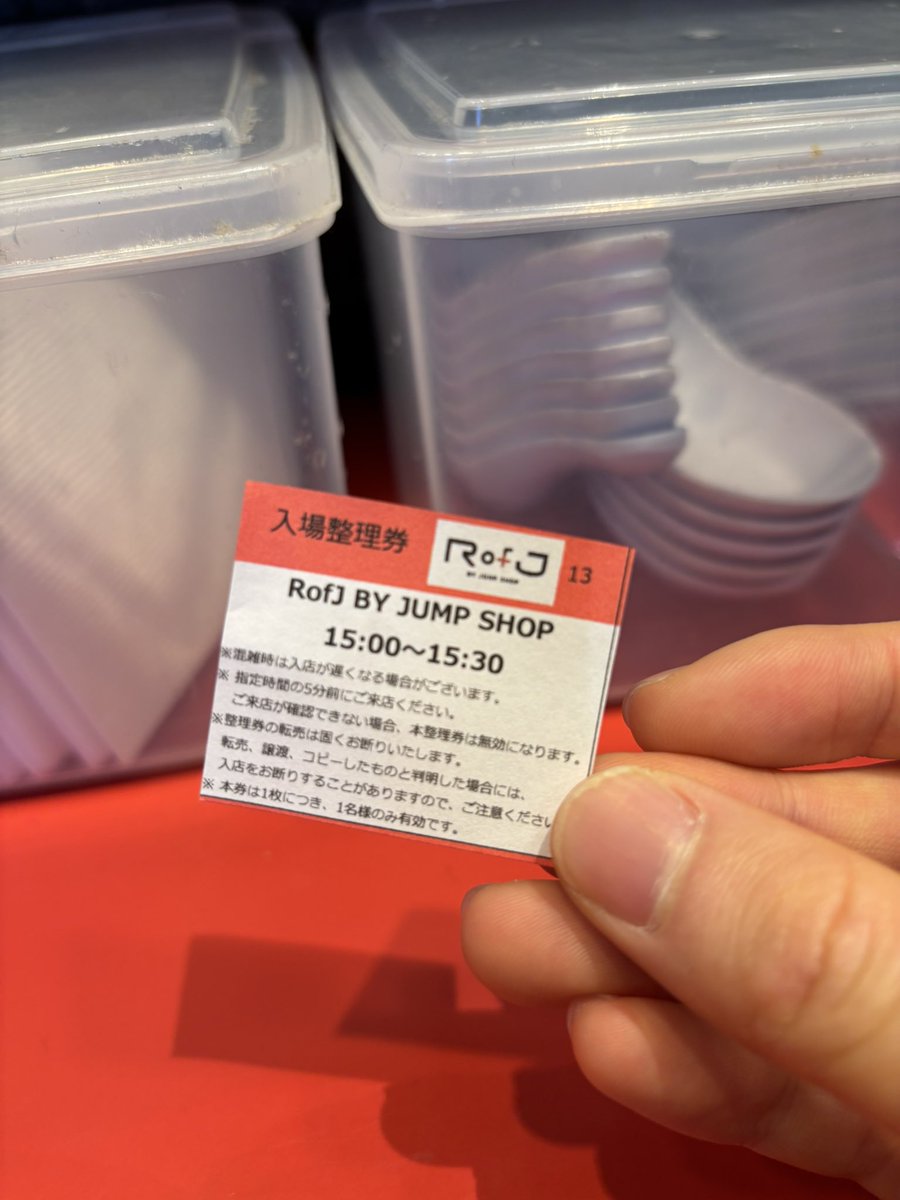 入場整理券
RofJ
BY JUMP SHOP
13
RofJ BY JUMP SHOP
15:00～15:30
※混雑時は入店が遅くなる場合がございます。
※ 指定時間の5分前にご来店ください。
ご来店が確認できない場合、本整理券は無効になります。
※整理券の転売は固くお断りいたします。
転売、譲渡、コピーしたものと判明した場合には、
入店をお断りすることがありますので、ご注意ください
※ 本券は1枚につき、1名様のみ有効です。